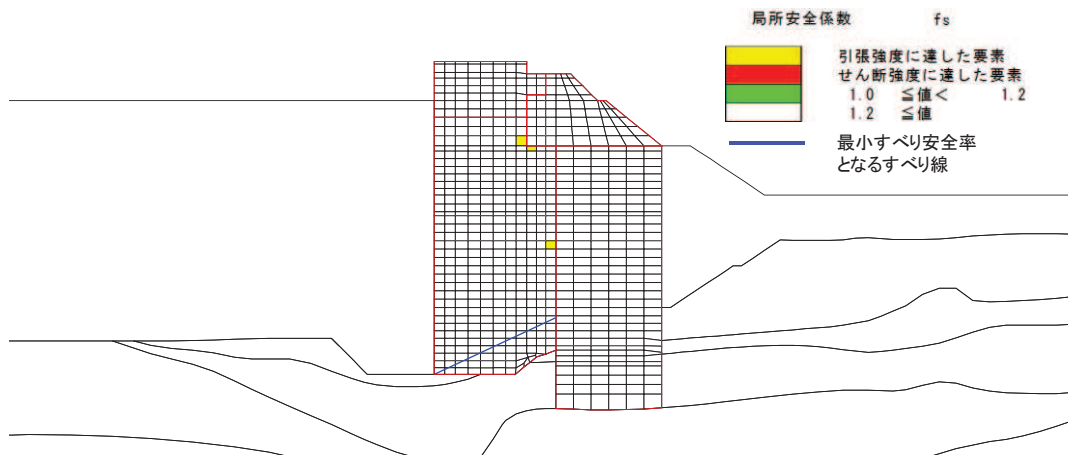 局所安全係数 fs
引張強度に達した要素
せん断強度に達した要素
1.0 ≦値< 1.2
1.2 ≦値
最小すべり安全率
となるすべり線